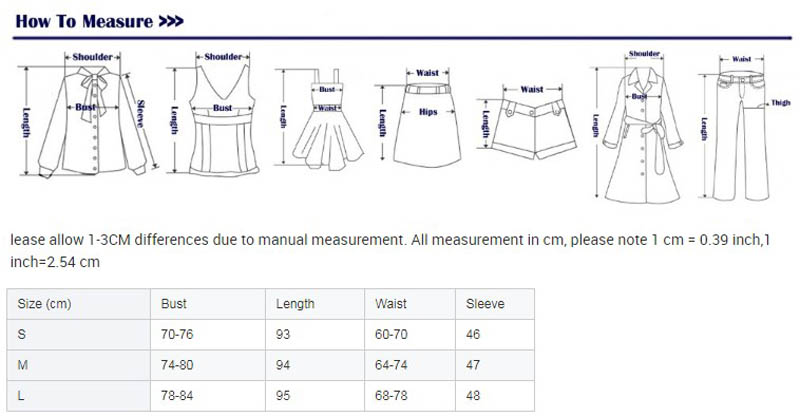 How To Measure >>>
Shoulder
Shoulder
Bust
Length
Sleeve
Bust
Length
Bust
Waist
Length
Waist
Hips
Length
Waist
Length
Shoulder
Bust
Length
Waist
Thigh
Length
lease allow 1-3CM differences due to manual measurement. All measurement in cm, please note 1 cm = 0.39 inch,1
inch=2.54 cm
Size (cm) Bust Length Waist Sleeve
S 70-76 93 60-70 46
M 74-80 94 64-74 47
L 78-84 95 68-78 48